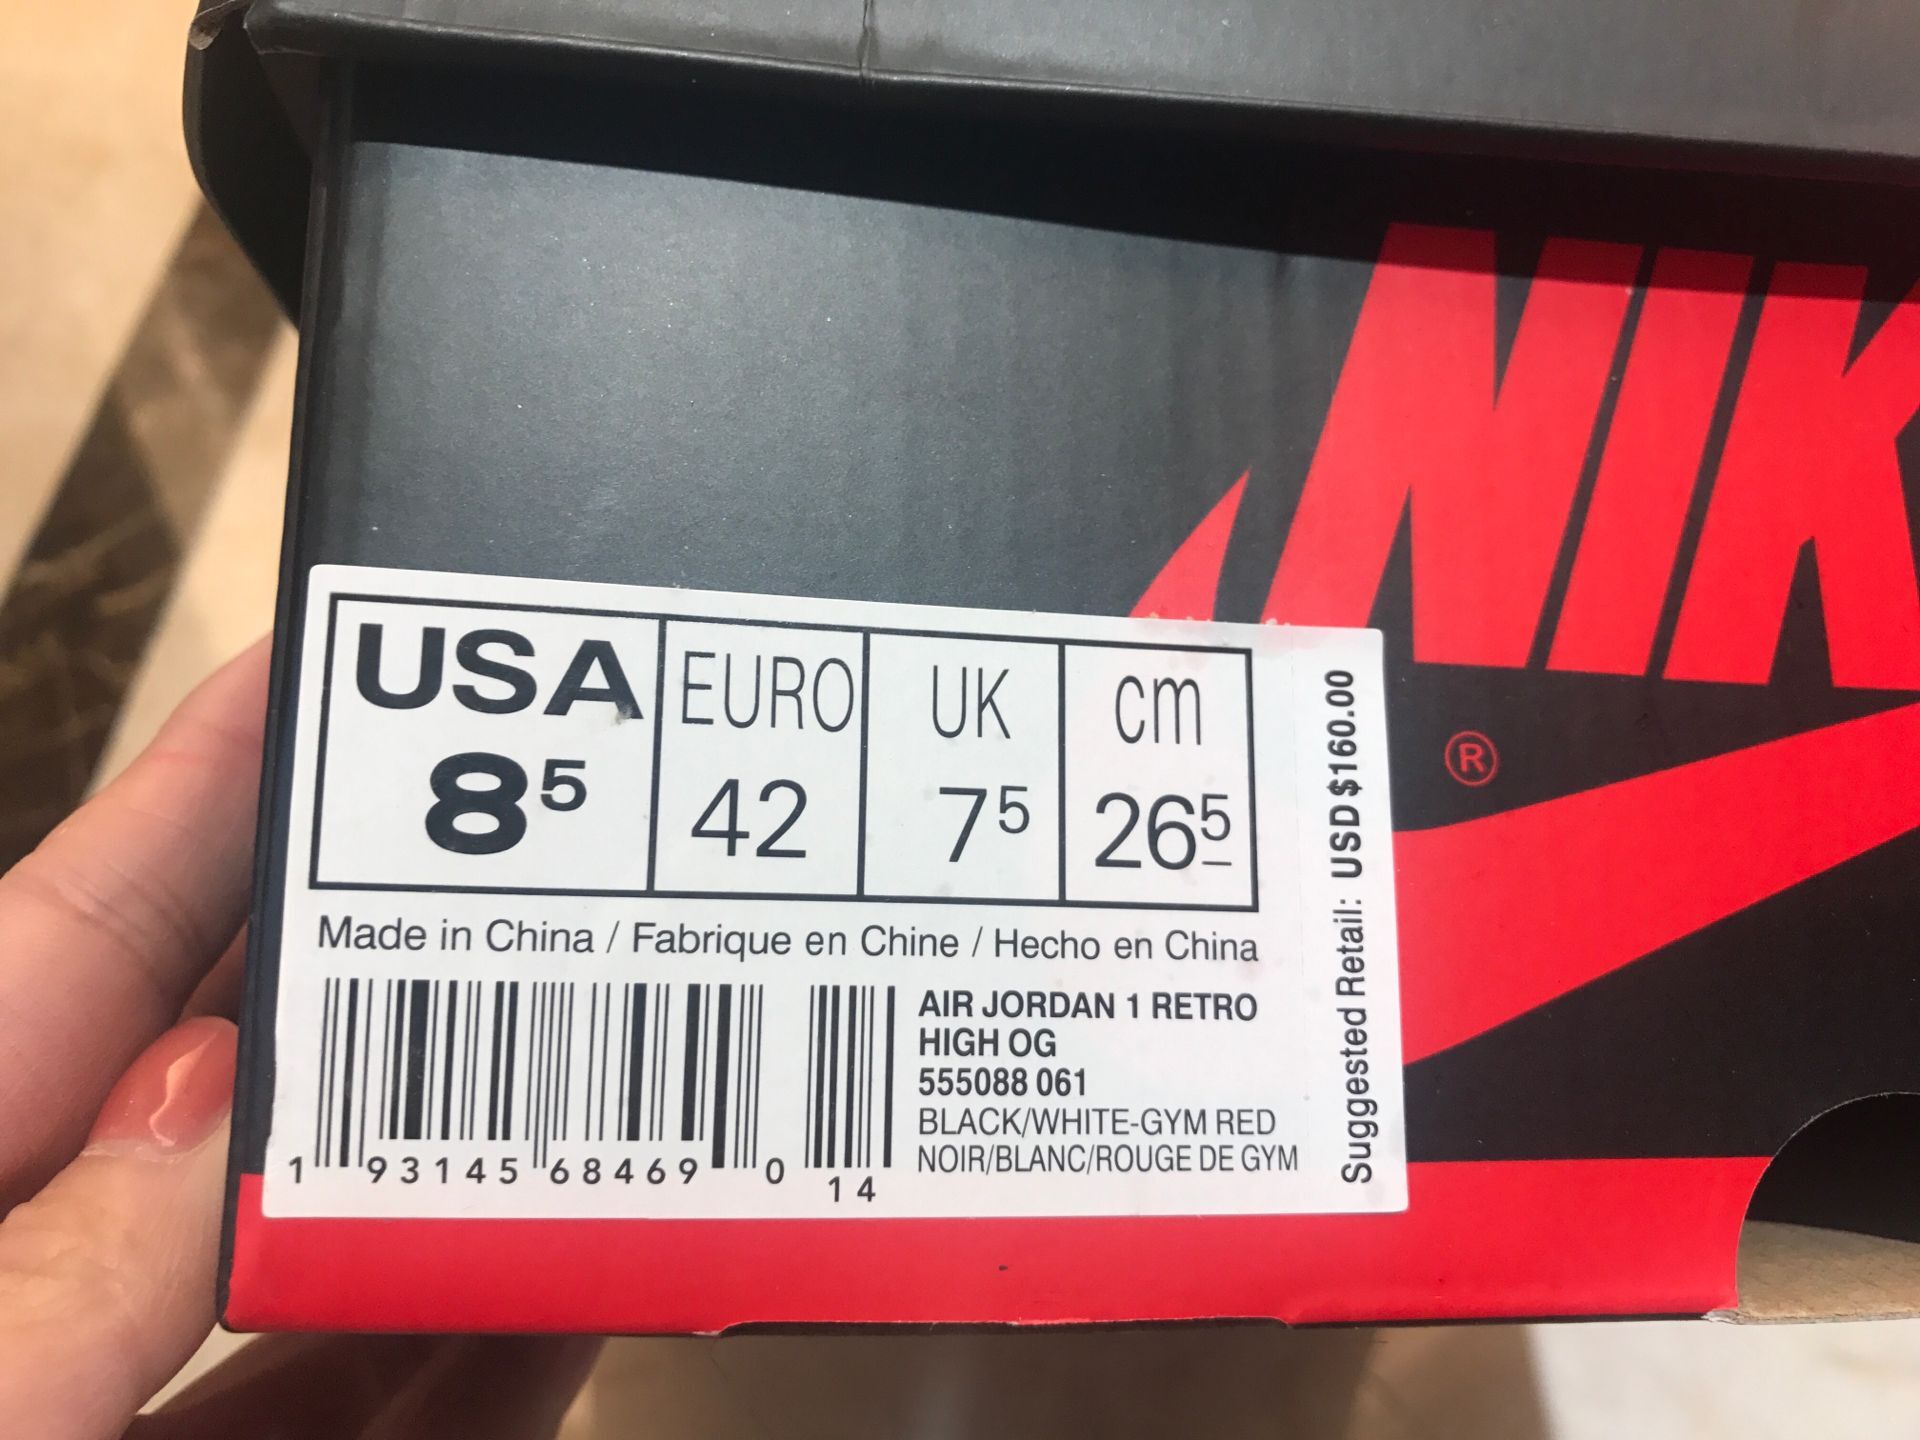 NIK
®
USA EURO UK cm
8⁵ 42 7⁵ 26⁵
Made in China / Fabrique en Chine / Hecho en China
AIR JORDAN 1 RETRO
HIGH OG
555088 061
BLACK/WHITE-GYM RED
NOIR/BLANC/ROUGE DE GYM
1 93145 68469 0 14
Suggested Retail: USD $160.00